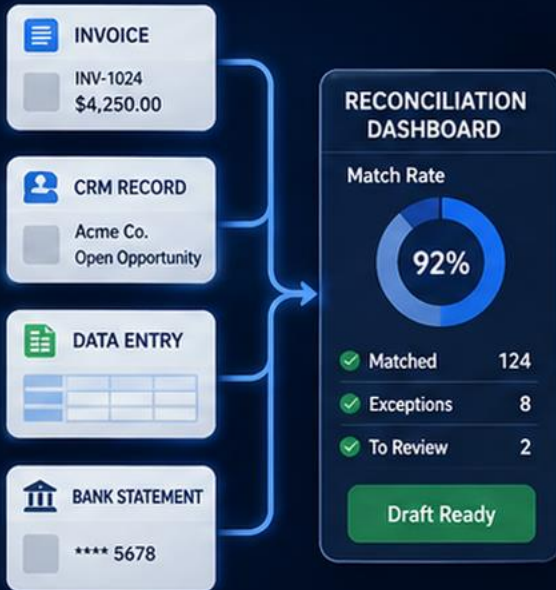 INVOICE
INV-1024
$4,250.00
CRM RECORD
Acme Co.
Open Opportunity
DATA ENTRY
BANK STATEMENT
**** 5678
RECONCILIATION
DASHBOARD
Match Rate
92%
Matched 124
Exceptions 8
To Review 2
Draft Ready